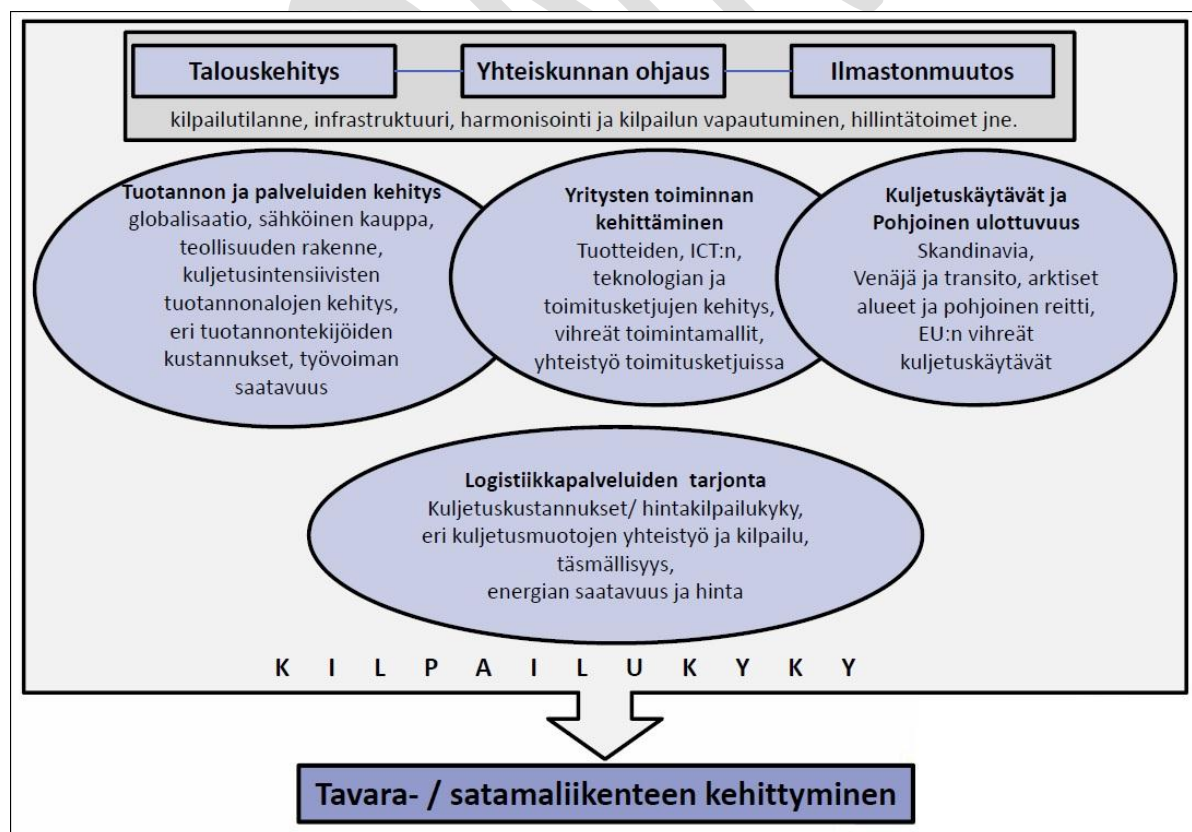 Talouskehitys
Yhteiskunnan ohjaus
Ilmastonmuutos
kilpailutilanne, infrastruktuuri, harmonisointi ja kilpailun vapautuminen, hillintätoimet jne.
Tuotannon ja palveluiden kehitys
globalisaatio, sähköinen kauppa,
teollisuuden rakenne,
kuljetusintensiivisten
tuotannonalojen kehitys,
eri tuotannontekijöiden
kustannukset, työvoiman
saatavuus
Yritysten toiminnan
kehittäminen
Tuotteiden, ICT:n,
teknologian ja
toimitusketjujen kehitys,
vihreät toimintamallit,
yhteistyö toimitusketjuissa
Kuljetuskäytävät ja
Pohjoinen ulottuvuus
Skandinavia,
Venäjä ja transito, arktiset
alueet ja pohjoinen reitti,
EU:n vihreät
kuljetuskäytävät
Logistiikkapalveluiden tarjonta
Kuljetuskustannukset/ hintakilpailukyky,
eri kuljetusmuotojen yhteistyö ja kilpailu,
täsmällisyys,
energian saatavuus ja hinta
K I L P A I L U K Y K Y
Tavara- / satamaliikenteen kehittyminen